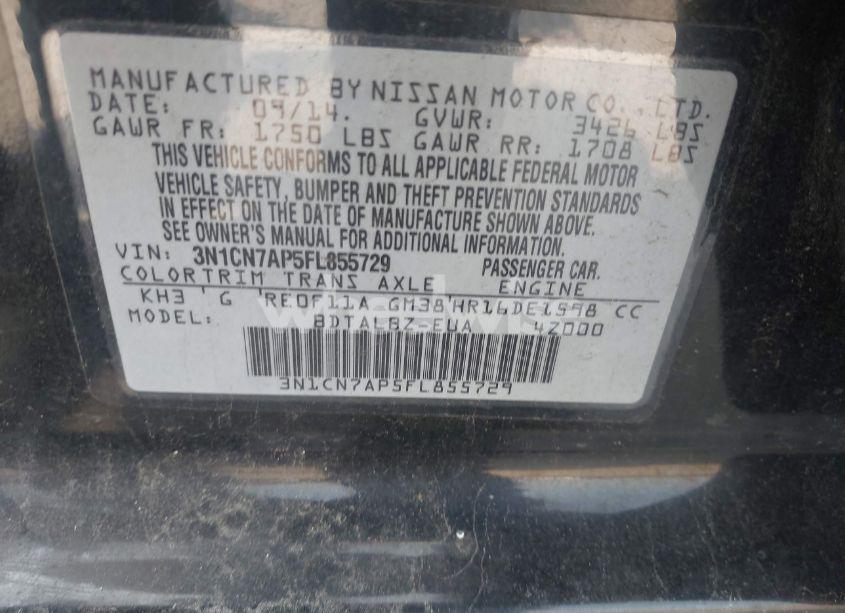 MANUFACTURED BY NISSAN MOTOR CO., LTD.
DATE: 09/14. GVWR: 3426 LBS
GAWR FR: 1750 LBS GAWR RR: 1708 LBS
THIS VEHICLE CONFORMS TO ALL APPLICABLE FEDERAL MOTOR
VEHICLE SAFETY, BUMPER AND THEFT PREVENTION STANDARDS
IN EFFECT ON THE DATE OF MANUFACTURE SHOWN ABOVE.
SEE OWNER'S MANUAL FOR ADDITIONAL INFORMATION.
VIN: 3N1CN7AP5FL855729 PASSENGER CAR.
COLORTRIM TRANS AXLE ENGINE
KH3 'G 'RE0F11A GM38'HR16DE1598 CC
MODEL: BDTALBZ-EUA 4Z000
3N1CN7AP5FL855729